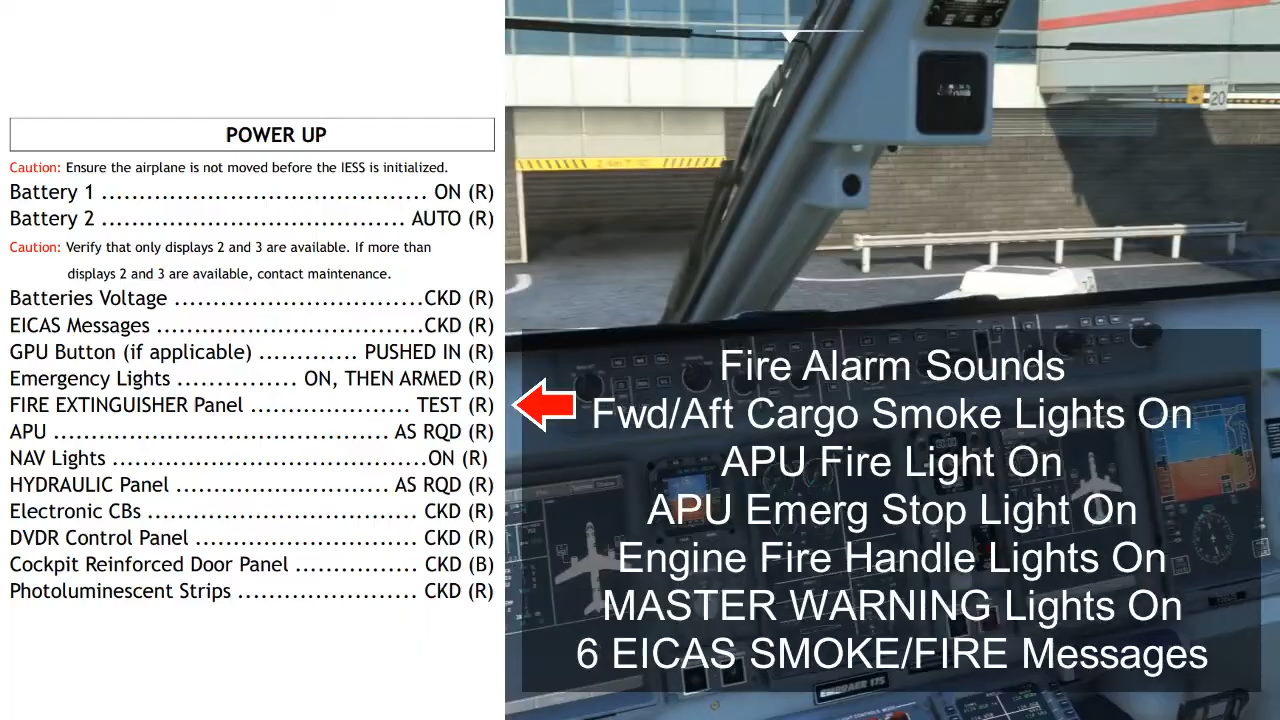 POWER UP
Caution: Ensure the airplane is not moved before the IESS is initialized.
Battery 1 .......................................... ON (R)
Battery 2 ....................................... AUTO (R)
Caution: Verify that only displays 2 and 3 are available. If more than
displays 2 and 3 are available, contact maintenance.
Batteries Voltage ................................CKD (R)
EICAS Messages ...................................CKD (R)
GPU Button (if applicable) ............. PUSHED IN (R)
Emergency Lights .................. ON, THEN ARMED (R)
FIRE EXTINGUISHER Panel ..................... TEST (R)
APU ........................................... AS RQD (R)
NAV Lights .........................................ON (R)
HYDRAULIC Panel ............................ AS RQD (R)
Electronic CBs ................................... CKD (R)
DVDR Control Panel .............................. CKD (R)
Cockpit Reinforced Door Panel ................ CKD (B)
Photoluminescent Strips ........................ CKD (R)
20
Fire Alarm Sounds
Fwd/Aft Cargo Smoke Lights On
APU Fire Light On
APU Emerg Stop Light On
Engine Fire Handle Lights On
MASTER WARNING Lights On
6 EICAS SMOKE/FIRE Messages
EMBRAER 175